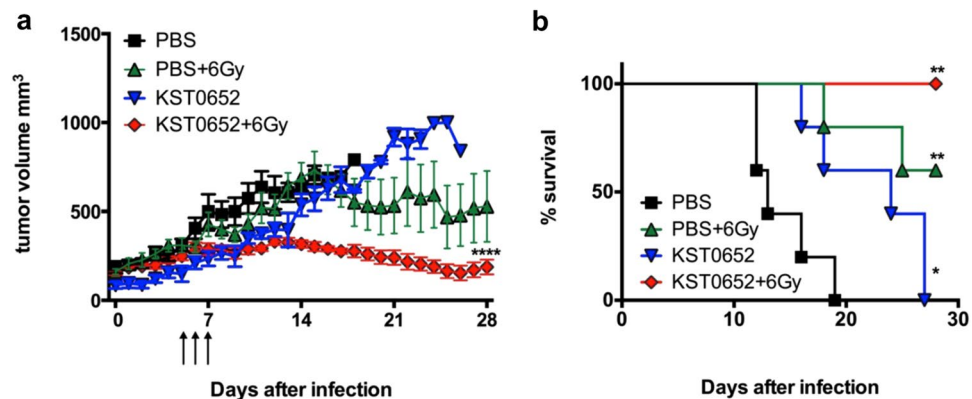 a
tumor volume mm³
1500
1000
500
0
PBS
PBS+6Gy
KST0652
KST0652+6Gy
****
0 7 14 21 28
Days after infection
b
% survival
100
50
0
**
**
*
PBS
PBS+6Gy
KST0652
KST0652+6Gy
0 10 20 30
Days after infection